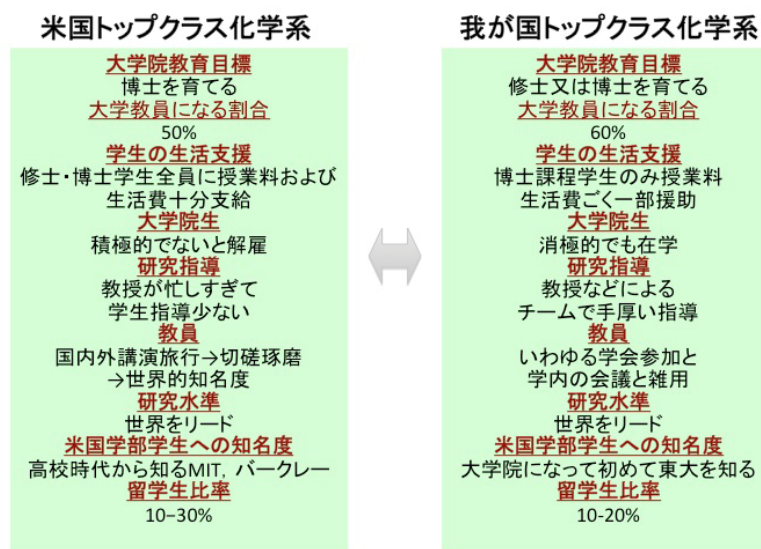 米国トップクラス化学系
大学院教育目標
博士を育てる
大学教員になる割合
50%
学生の生活支援
修士・博士学生全員に授業料および
生活費十分支給
大学院生
積極的でないと解雇
研究指導
教授が忙しすぎて
学生指導少ない
教員
国内外講演旅行→切磋琢磨
→世界的知名度
研究水準
世界をリード
米国学部学生への知名度
高校時代から知るMIT, バークレー
留学生比率
10−30%
我が国トップクラス化学系
大学院教育目標
修士又は博士を育てる
大学教員になる割合
60%
学生の生活支援
博士課程学生のみ授業料
生活費ごく一部援助
大学院生
消極的でも在学
研究指導
教授などによる
チームで手厚い指導
教員
いわゆる学会参加と
学内の会議と雑用
研究水準
世界をリード
米国学部学生への知名度
大学院になって初めて東大を知る
留学生比率
10-20%